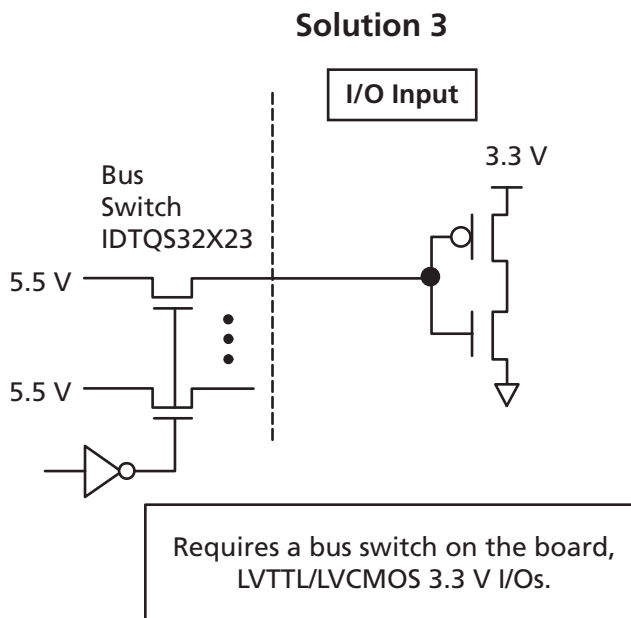 Solution 3
I/O Input
3.3 V
Bus
Switch
IDTQS32X23
5.5 V
5.5 V
Requires a bus switch on the board,
LVTTL/LVCMOS 3.3 V I/Os.